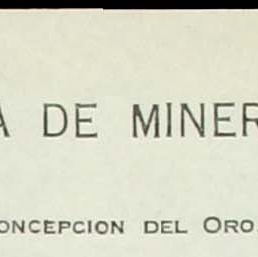 A DE MINER
ONCEPCION DEL ORO,